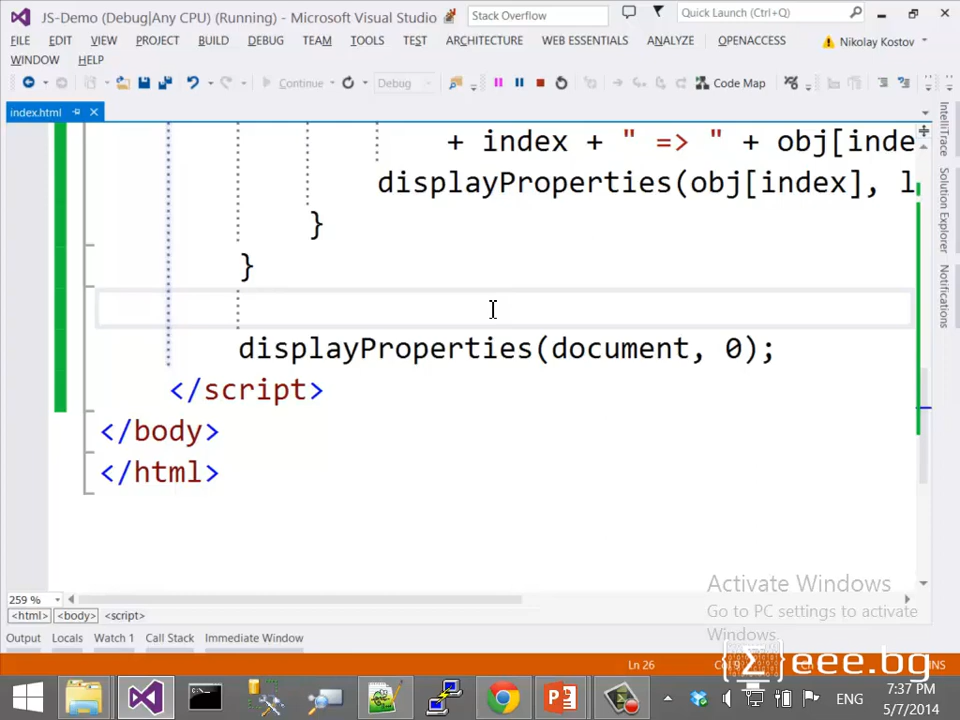 JS-Demo (Debug|Any CPU) (Running) - Microsoft Visual Studio
Stack Overflow
Quick Launch (Ctrl+Q)
FILE EDIT VIEW PROJECT BUILD DEBUG TEAM TOOLS TEST ARCHITECTURE WEB ESSENTIALS ANALYZE OPENACCESS Nikolay Kostov
WINDOW HELP
Continue Debug Code Map
index.html
+ index + " => " + obj[inde
displayProperties(obj[index], l
}
}
displayProperties(document, 0);
</script>
</body>
</html>
IntelliTrace
Solution Explorer
Notifications
259 %
<html> <body> <script>
Output Locals Watch 1 Call Stack Immediate Window
Activate Windows
Go to PC settings to activate
Windows.
Ln 26
eee.bg
ENG
7:37 PM
5/7/2014